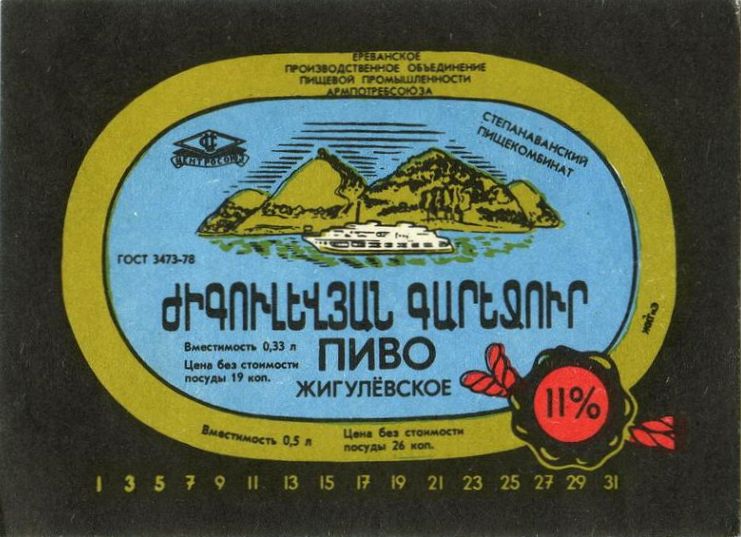 ЕРЕВАНСКОЕ
ПРОИЗВОДСТВЕННОЕ ОБЪЕДИНЕНИЕ
ПИЩЕВОЙ ПРОМЫШЛЕННОСТИ
АРМПОТРЕБСОЮЗА
ЦЕНТРОСОЮЗ
СТЕПАНАВАНСКИЙ
ПИЩЕКОМБИНАТ
ГОСТ 3473-78
ԺԻԳՈՒԼԵՎՅԱՆ ԳԱՐԵՋՈՒՐ
Вместимость 0,33 л
Цена без стоимости
посуды 19 коп.
ПИВО
ЖИГУЛЁВСКОЕ
11%
Вместимость 0,5 л
Цена без стоимости
посуды 26 коп.
1 3 5 7 9 11 13 15 17 19 21 23 25 27 29 31